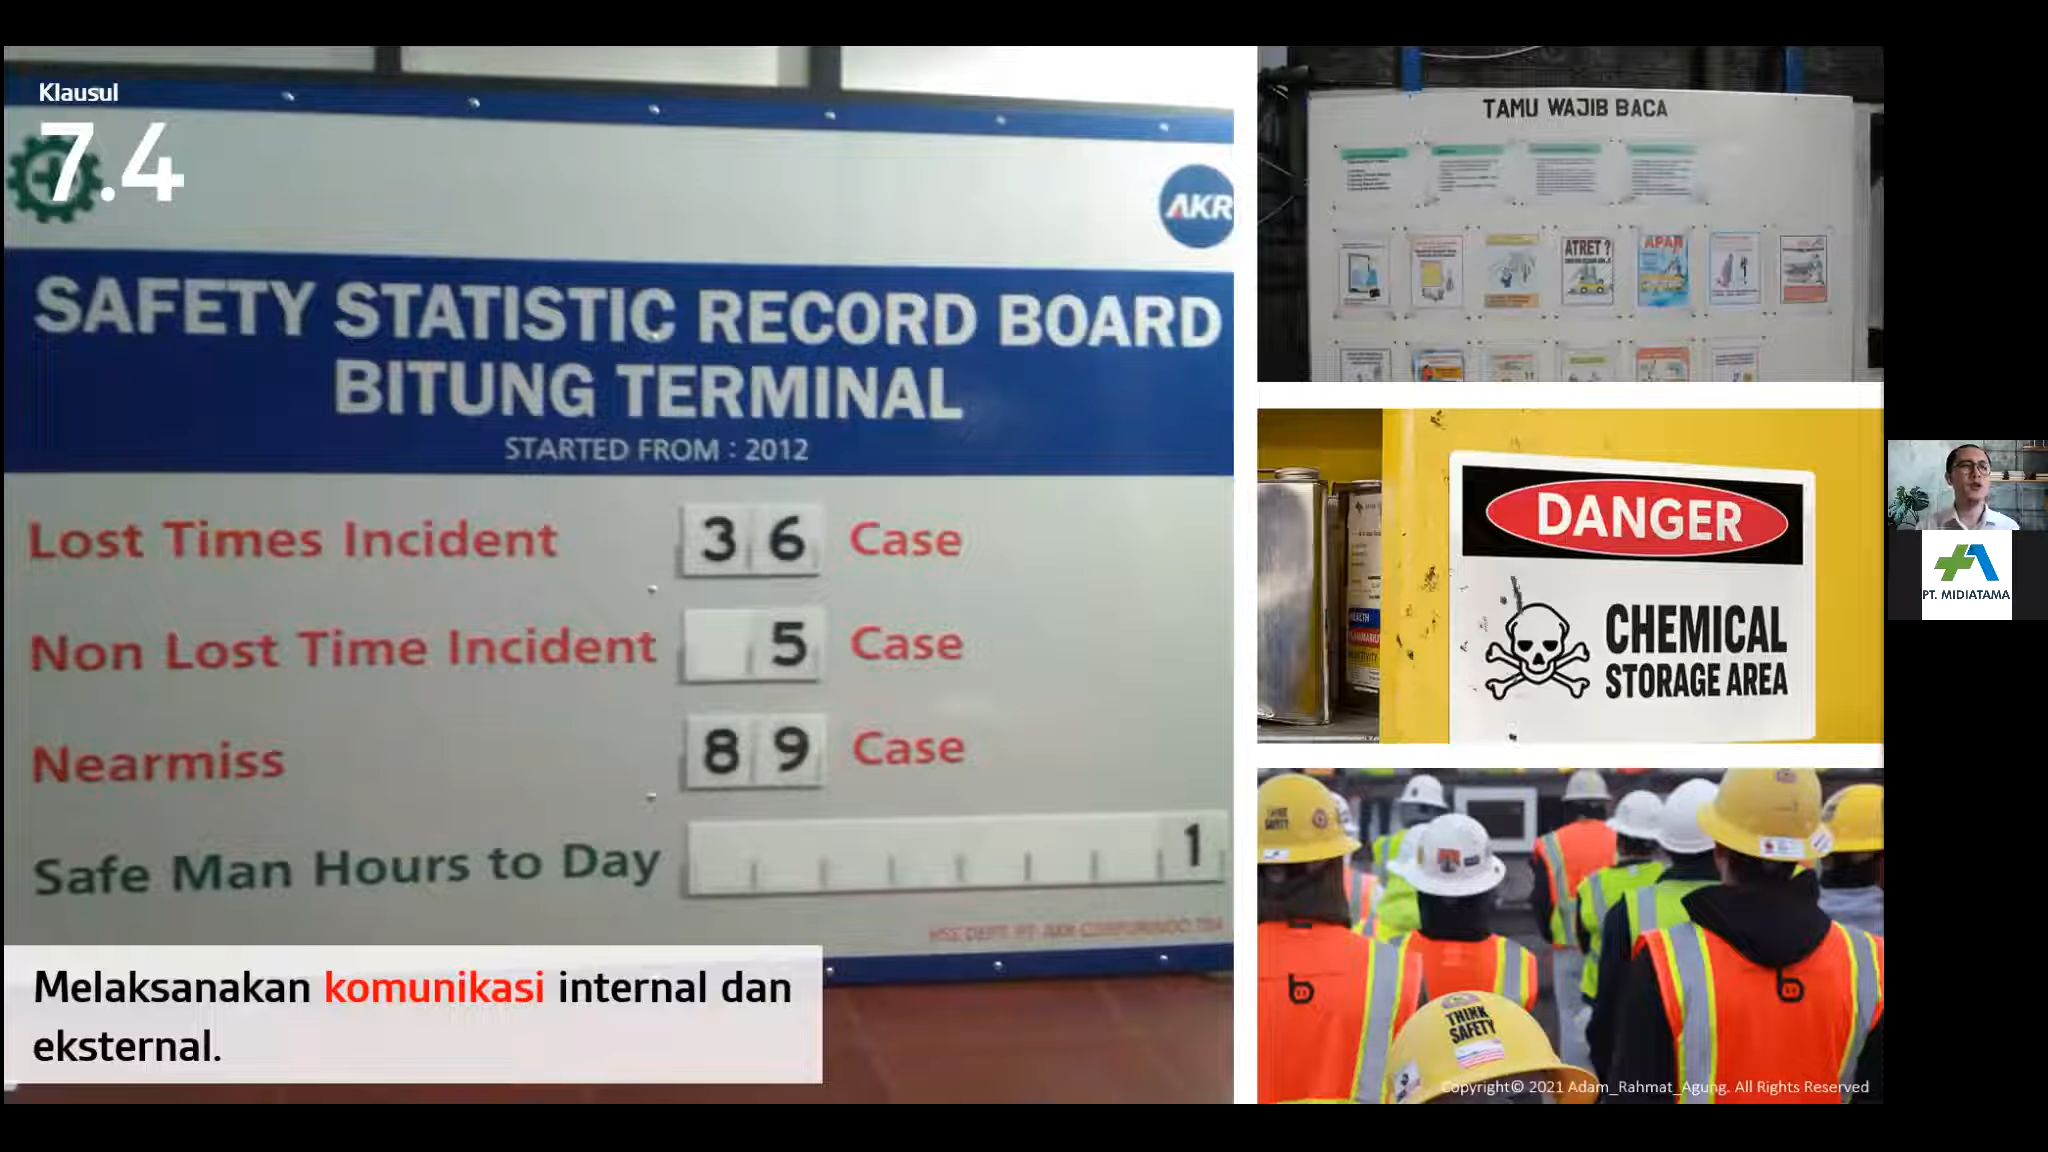 Klausul
7.4
AKR
SAFETY STATISTIC RECORD BOARD
BITUNG TERMINAL
STARTED FROM : 2012
Lost Times Incident 36 Case
Non Lost Time Incident 5 Case
Nearmiss 89 Case
Safe Man Hours to Day 1
Melaksanakan komunikasi internal dan
eksternal.
TAMU WAJIB BACA
ATRET ?
APAR
DANGER
CHEMICAL
STORAGE AREA
THINK
SAFETY
Copyright© 2021 Adam_Rahmat_Agung. All Rights Reserved
PT. MIDIATAMA